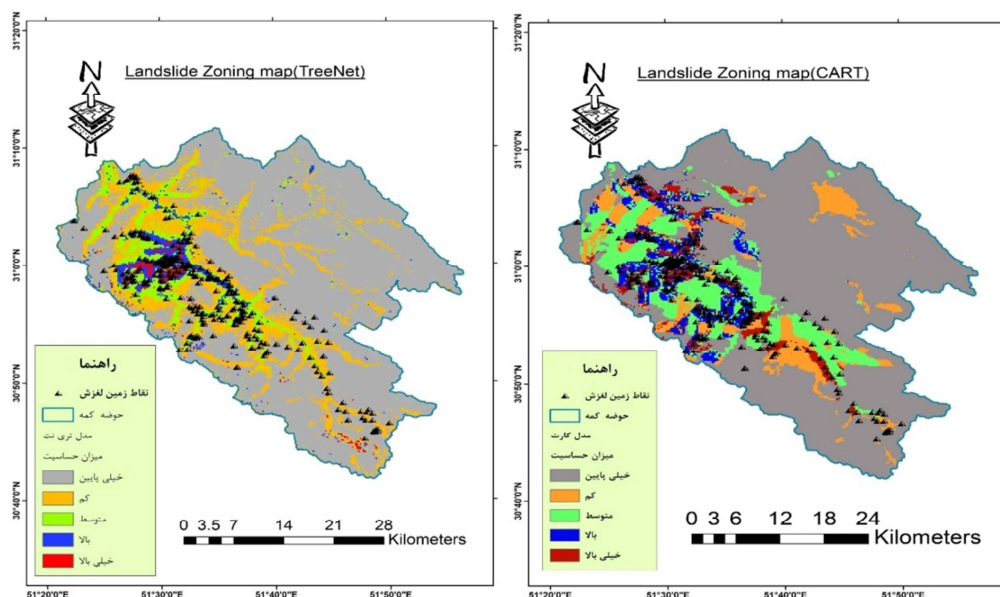 Landslide Zoning map(TreeNet)
N
31°20'0"N
31°10'0"N
31°0'0"N
30°50'0"N
30°40'0"N
راهنما
نقاط زمین لغزش
حوضه کمه
مدل تری نت
میزان حساسیت
خیلی پایین
کم
متوسط
بالا
خیلی بالا
0 3.5 7 14 21 28
Kilometers
51°20'0"E 51°30'0"E 51°40'0"E 51°50'0"E
Landslide Zoning map(CART)
N
31°20'0"N
31°10'0"N
31°0'0"N
30°50'0"N
30°40'0"N
راهنما
نقاط زمین لغزش
حوضه کمه
مدل کارت
میزان حساسیت
خیلی پایین
کم
متوسط
بالا
خیلی بالا
0 3 6 12 18 24
Kilometers
51°20'0"E 51°30'0"E 51°40'0"E 51°50'0"E